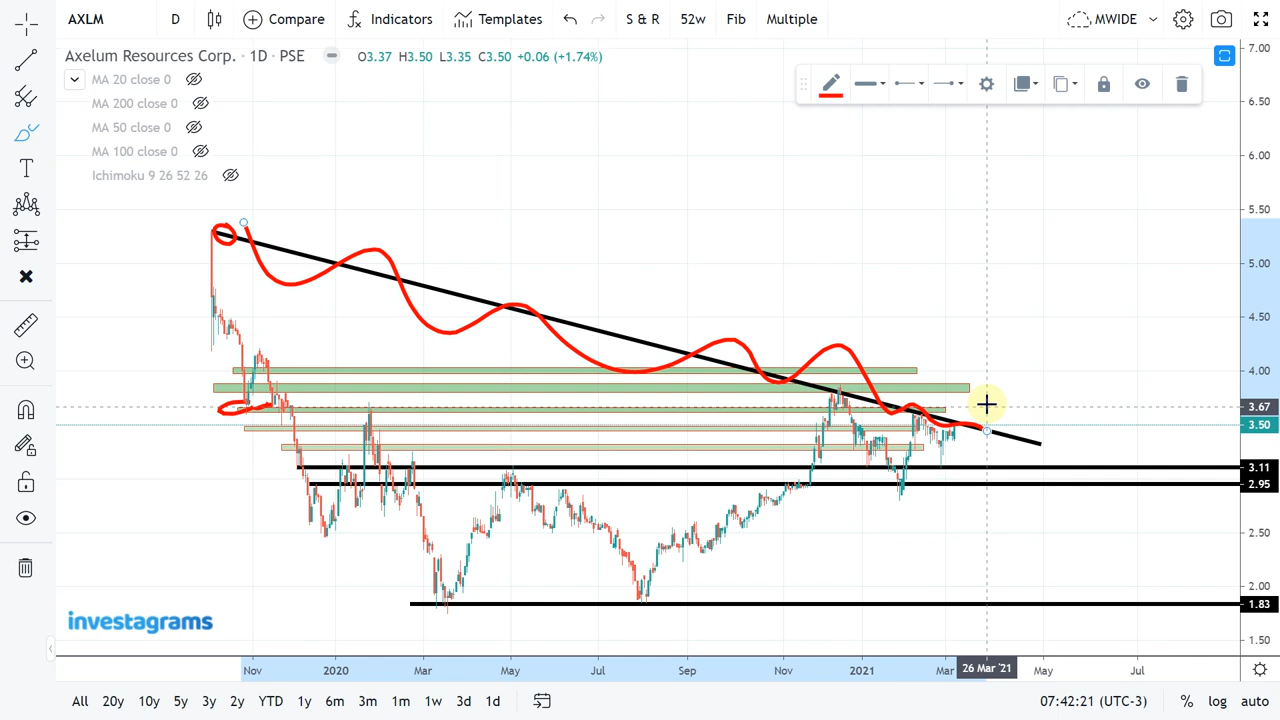 AXLM D Compare Indicators Templates S & R 52w Fib Multiple MWIDE
Axelum Resources Corp. · 1D · PSE O3.37 H3.50 L3.35 C3.50 +0.06 (+1.74%)
MA 20 close 0
MA 200 close 0
MA 50 close 0
MA 100 close 0
Ichimoku 9 26 52 26
7.00
6.50
6.00
5.50
5.00
4.50
4.00
3.67
3.50
3.11
2.95
2.50
2.00
1.83
1.50
investagrams
Nov 2020 Mar May Jul Sep Nov 2021 Mar 26 Mar '21 May Jul
All 20y 10y 5y 3y 2y YTD 1y 6m 3m 1m 1w 3d 1d 07:42:21 (UTC-3) % log auto